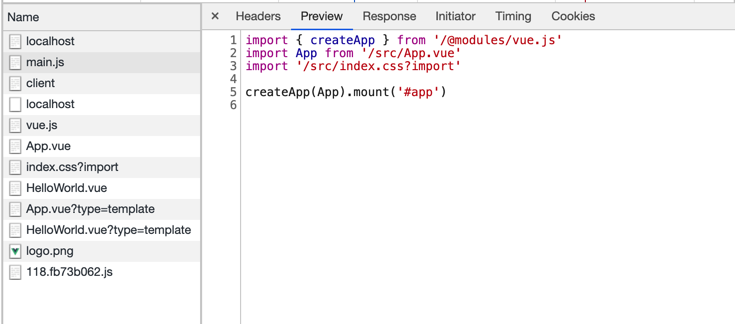 Name
localhost
main.js
client
localhost
vue.js
App.vue
index.css?import
HelloWorld.vue
App.vue?type=template
HelloWorld.vue?type=template
logo.png
118.fb73b062.js
× Headers Preview Response Initiator Timing Cookies
1 import { createApp } from '/@modules/vue.js'
2 import App from '/src/App.vue'
3 import '/src/index.css?import'
4
5 createApp(App).mount('#app')
6